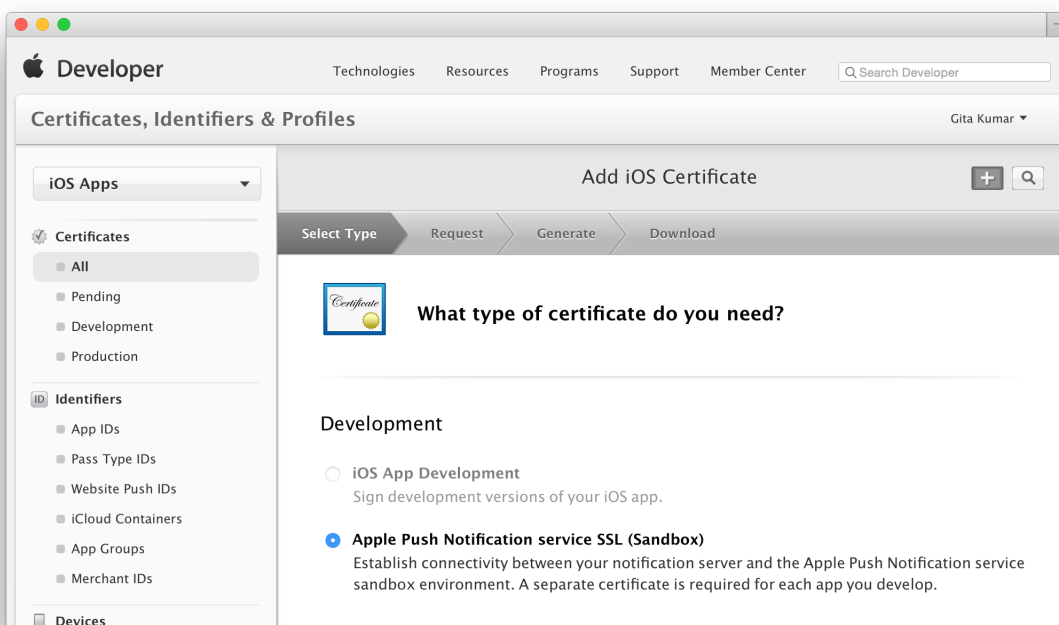 Developer
Technologies Resources Programs Support Member Center
Search Developer
Certificates, Identifiers & Profiles
Gita Kumar
iOS Apps
Add iOS Certificate
Select Type Request Generate Download
Certificates
All
Pending
Development
Production
ID Identifiers
App IDs
Pass Type IDs
Website Push IDs
iCloud Containers
App Groups
Merchant IDs
Devices
Certificate
What type of certificate do you need?
Development
iOS App Development
Sign development versions of your iOS app.
Apple Push Notification service SSL (Sandbox)
Establish connectivity between your notification server and the Apple Push Notification service
sandbox environment. A separate certificate is required for each app you develop.